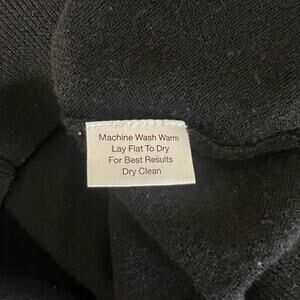 Machine Wash Warm
Lay Flat To Dry
For Best Results
Dry Clean